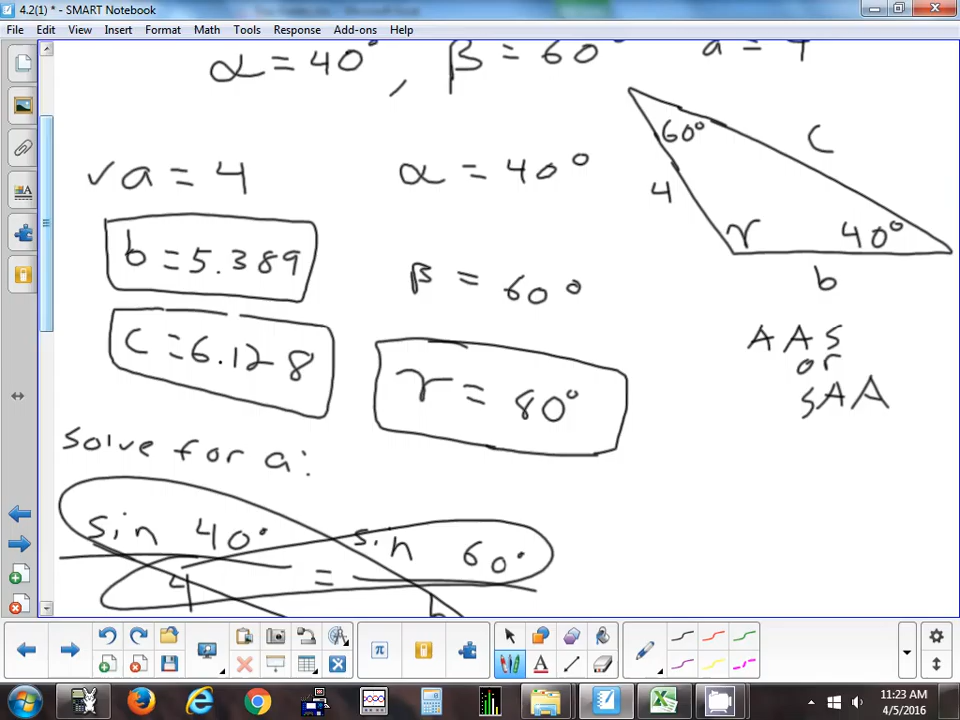 4.2(1) * - SMART Notebook
File Edit View Insert Format Math Tools Response Add-ons Help
α = 40°, β = 60° a = 4
✓ a = 4 α = 40°
60° c
4
γ 40°
b
b = 5.389
β = 60°
c = 6.128
γ = 80°
AAS
or
SAA
solve for a:
sin 40° = sin 60°
4 b
π
A
11:23 AM
4/5/2016